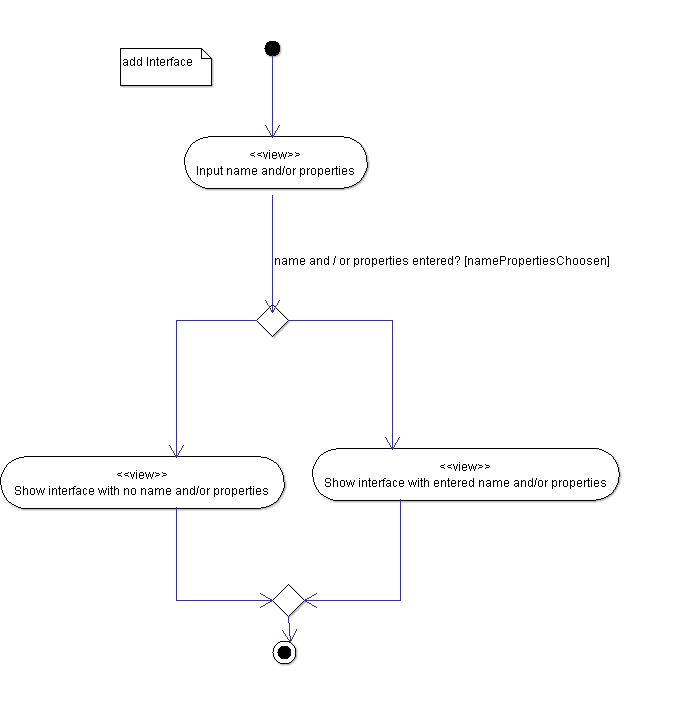 add Interface
<<view>>
Input name and/or properties
name and / or properties entered? [namePropertiesChoosen]
<<view>>
Show interface with no name and/or properties
<<view>>
Show interface with entered name and/or properties